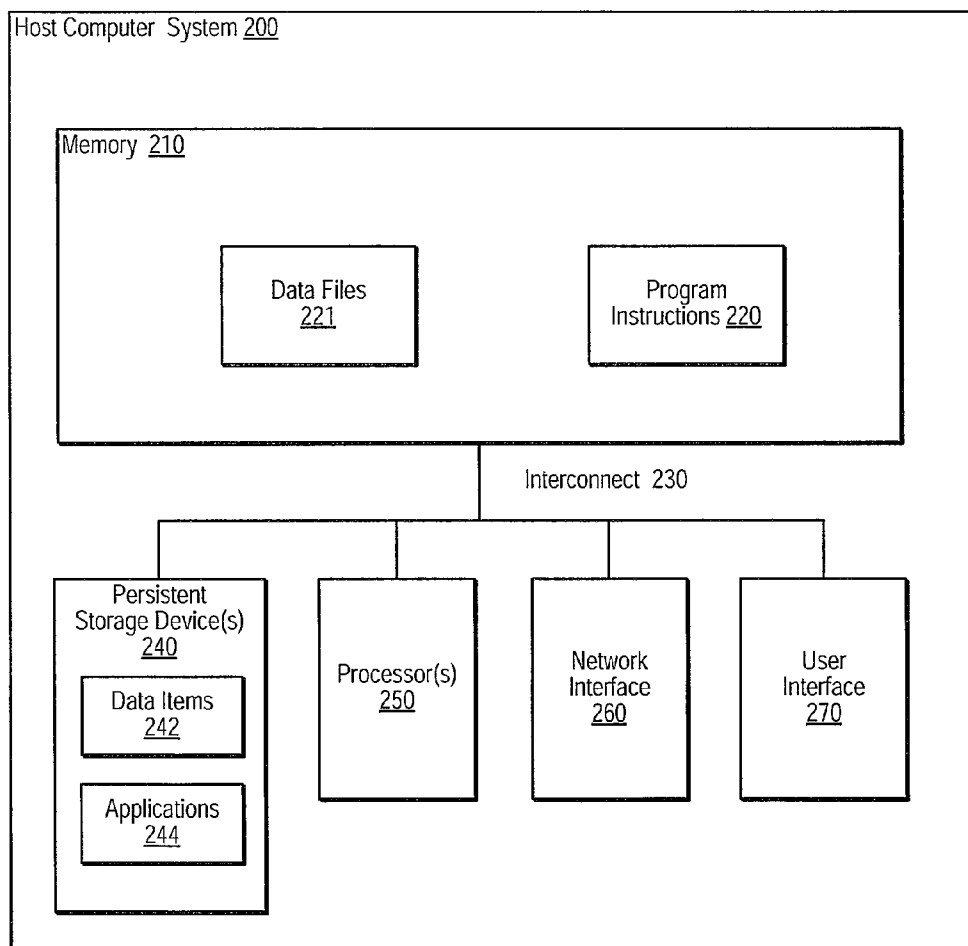 Host Computer System 200
Memory 210
Data Files
221
Program
Instructions 220
Interconnect 230
Persistent
Storage Device(s)
240
Data Items
242
Applications
244
Processor(s)
250
Network
Interface
260
User
Interface
270